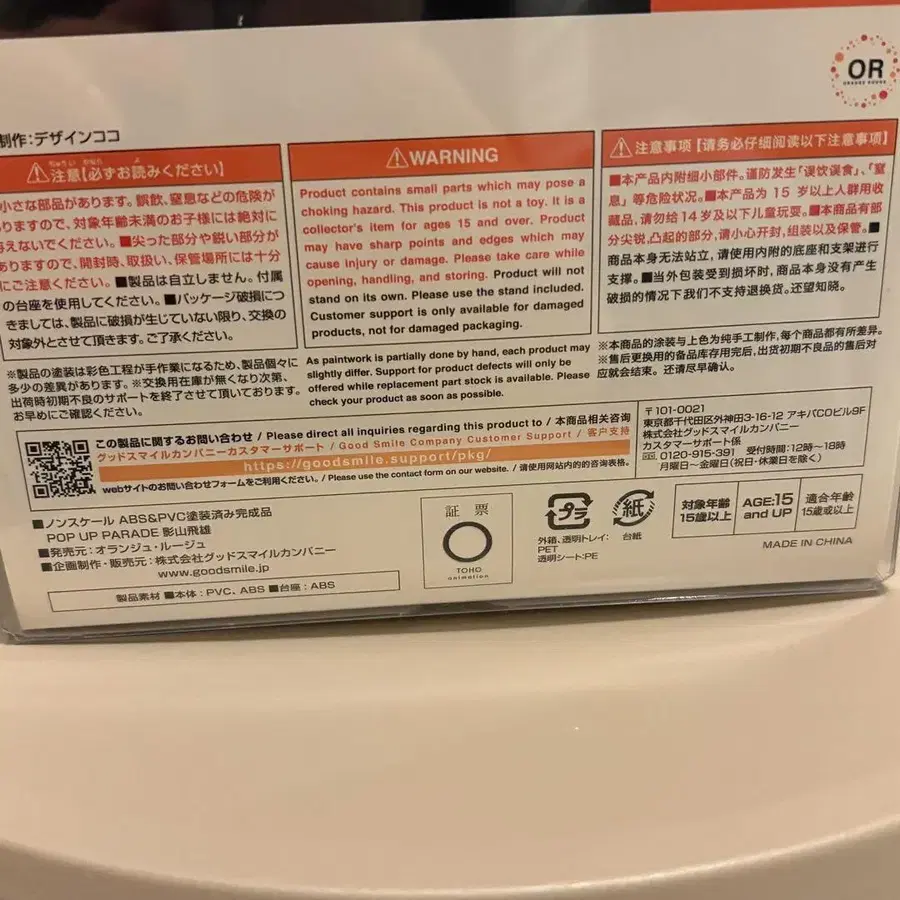 OR
ORANGE ROUGE
制作:デザインココ
注意【必ずお読みください】
小さな部品があります。誤飲、窒息などの危険が
ありますので、対象年齢未満のお子様には絶対に
与えないでください。■尖った部分や鋭い部分が
ありますので、開封時、取扱い、保管場所には十分
にご注意ください。■製品は自立しません。付属
の台座を使用してください。■パッケージ破損につ
きましては、製品に破損が生じていない限り、交換の
対象外とさせて頂きます。ご了承ください。
※製品の塗装は彩色工程が手作業になるため、製品個々に
多少の差異があります。※交換用在庫が無くなり次第、
出荷時初期不良のサポートを終了させて頂いております。
お早めにご確認ください。
WARNING
Product contains small parts which may pose a
choking hazard. This product is not a toy. It is a
collector's item for ages 15 and over. Product
may have sharp points and edges which may
cause injury or damage. Please take care while
opening, handling, and storing. Product will not
stand on its own. Please use the stand included.
Customer support is only available for damaged
products, not for damaged packaging.
As paintwork is partially done by hand, each product may
slightly differ. Support for product defects will only be
offered while replacement part stock is available. Please
check your product as soon as possible.
注意事项【请务必仔细阅读以下注意事项】
■本产品内附细小部件。谨防发生「误饮误食」、「窒
息」等危险状况。■本产品为 15 岁以上人群用收
藏品,请勿给14岁及以下儿童玩耍。■本商品有部
分尖锐,凸起的部分,请小心开封,组装以及保管。■
商品本身无法站立,请使用内附的底座和支架进行
支撑。■当外包装受到损坏时,商品本身没有产生
破损的情况下我们不支持退换货。还望知晓。
※本商品的涂装与上色为纯手工制作,每个商品都有所差异。
※售后更换用的备品库存用完后,出货初期不良品的售后对
应就会结束。还请尽早确认。
この製品に関するお問い合わせ / Please direct all inquiries regarding this product to / 本商品相关咨询
グッドスマイルカンパニーカスタマーサポート / Good Smile Company Customer Support / 客户支持
https://goodsmile.support/pkg/
webサイトのお問い合わせフォームをご利用ください。/ Please use the contact form on our website. / 请使用网站内的的咨询表格。
〒101-0021
東京都千代田区外神田3-16-12 アキバCOビル9F
株式会社グッドスマイルカンパニー
カスタマーサポート係
0120-915-391 受付時間:12時~18時
月曜日~金曜日(祝日・休業日を除く)
■ノンスケール ABS&PVC塗装済み完成品
POP UP PARADE 影山飛雄
■発売元:オランジュ・ルージュ
■企画制作・販売元:株式会社グッドスマイルカンパニー
www.goodsmile.jp
製品素材 ■本体:PVC、ABS ■台座:ABS
証 票
TOHO
animation
プラ
外箱、透明トレイ:
PET
透明シート:PE
紙
台紙
対象年齢
15歳以上
AGE:15
and UP
適合年齢
15歲或以上
MADE IN CHINA